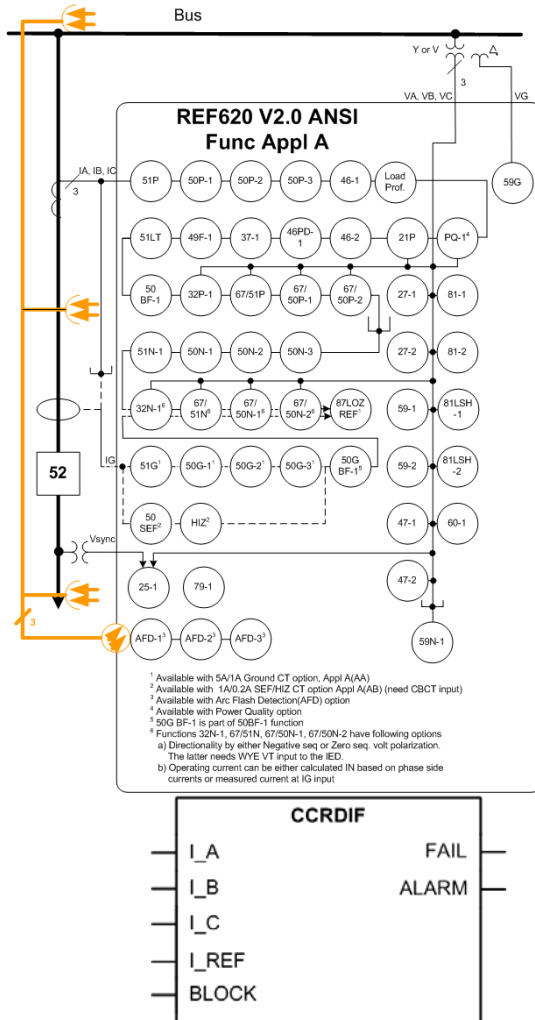 Bus
Y or V
3
VA, VB, VC
VG
REF620 V2.0 ANSI
Func Appl A
IA, IB, IC
3
51P
50P-1
50P-2
50P-3
46-1
Load
Prof.
59G
51LT
49F-1
37-1
46PD-
1
46-2
21P
PQ-1⁴
50
BF-1
32P-1
67/51P
67/
50P-1
67/
50P-2
27-1
81-1
51N-1
50N-1
50N-2
50N-3
27-2
81-2
32N-1⁶
67/
51N⁶
67/
50N-1⁶
67/
50N-2⁶
87LOZ
REF¹
59-1
81LSH
-1
IG
51G¹
50G-1¹
50G-2¹
50G-3¹
50G
BF-1⁵
59-2
81LSH
-2
52
50
SEF²
HIZ²
47-1
60-1
Vsync
25-1
79-1
47-2
3
AFD-1³
AFD-2³
AFD-3³
59N-1
¹ Available with 5A/1A Ground CT option, Appl A(AA)
² Available with 1A/0.2A SEF/HIZ CT option Appl A(AB) (need CBCT input)
³ Available with Arc Flash Detection(AFD) option
⁴ Available with Power Quality option
⁵ 50G BF-1 is part of 50BF-1 function
⁶ Functions 32N-1, 67/51N, 67/50N-1, 67/50N-2 have following options
a) Directionality by either Negative seq or Zero seq. volt polarization.
The latter needs WYE VT input to the IED.
b) Operating current can be either calculated IN based on phase side
currents or measured current at IG input
CCRDIF
I_A
FAIL
I_B
ALARM
I_C
I_REF
BLOCK